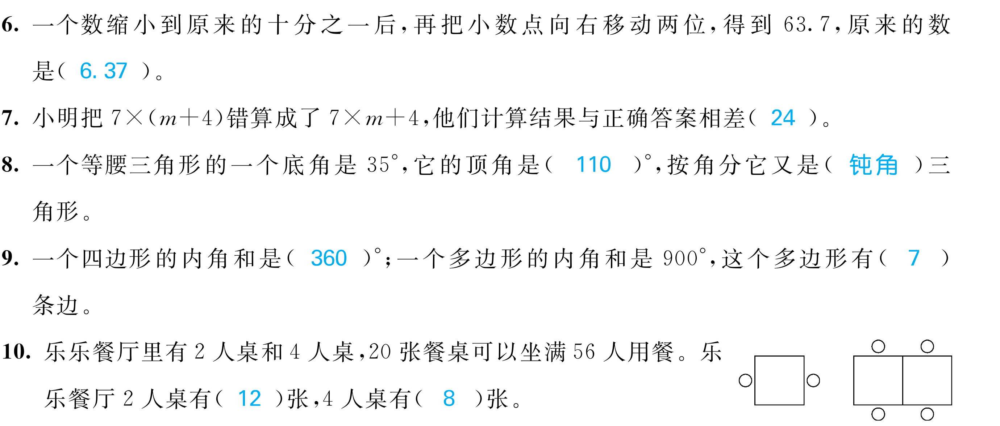 6. 一个数缩小到原来的十分之一后,再把小数点向右移动两位,得到 63.7,原来的数
是( 6.37 )。
7. 小明把 7×(m+4)错算成了 7×m+4,他们计算结果与正确答案相差( 24 )。
8. 一个等腰三角形的一个底角是 35°,它的顶角是( 110 )°,按角分它又是( 钝角 )三
角形。
9. 一个四边形的内角和是( 360 )°;一个多边形的内角和是 900°,这个多边形有( 7 )
条边。
10. 乐乐餐厅里有 2 人桌和 4 人桌,20 张餐桌可以坐满 56 人用餐。乐
乐餐厅 2 人桌有( 12 )张,4 人桌有( 8 )张。